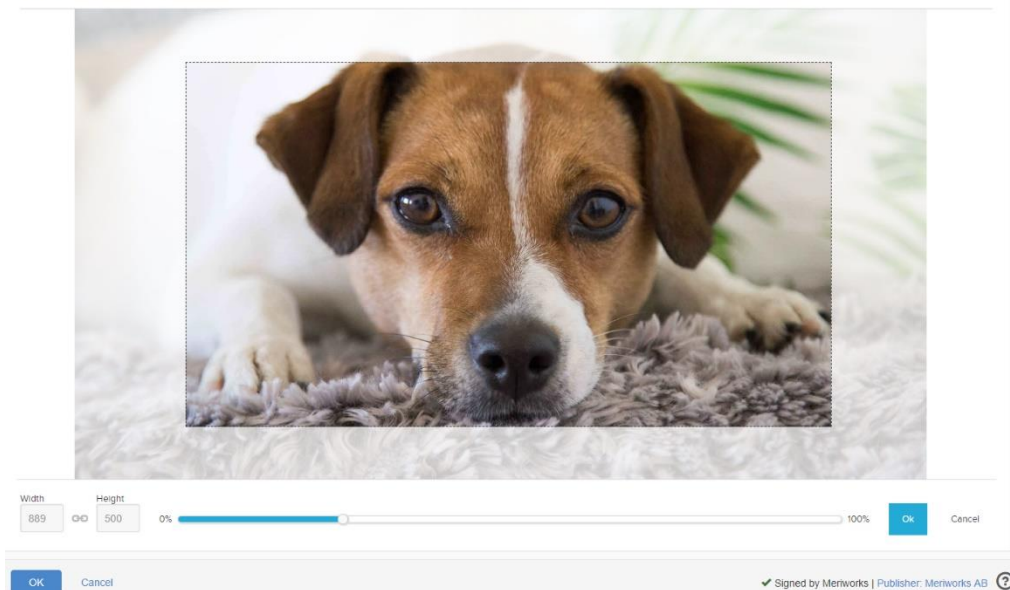 Width Height
889 500 0% 100% Ok Cancel
OK Cancel ✔ Signed by Meriworks | Publisher: Meriworks AB ?